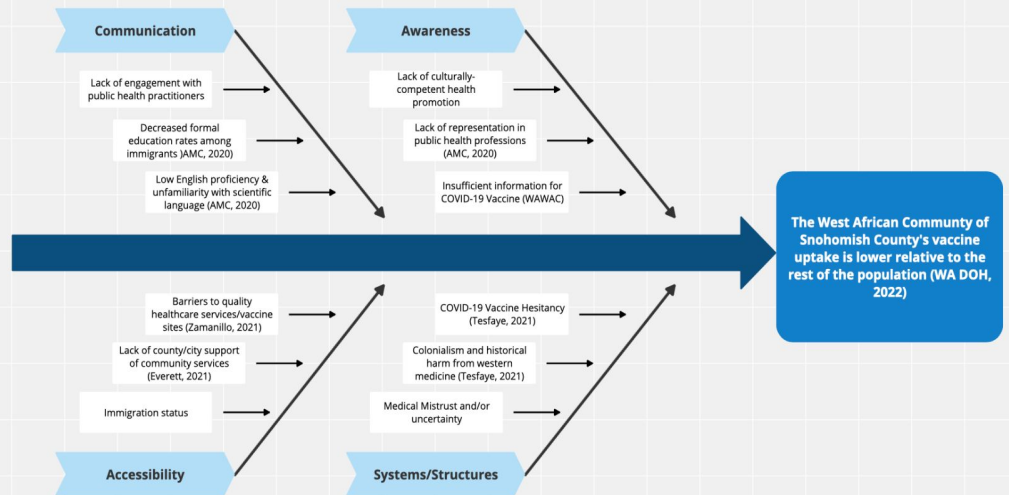 Communication
Awareness
Lack of engagement with
public health practitioners
Decreased formal
education rates among
immigrants )AMC, 2020)
Low English proficiency &
unfamiliarity with scientific
language (AMC, 2020)
Lack of culturally-
competent health
promotion
Lack of representation in
public health professions
(AMC, 2020)
Insufficient information for
COVID-19 Vaccine (WAWAC)
The West African Communty of
Snohomish County's vaccine
uptake is lower relative to the
rest of the population (WA DOH,
2022)
Barriers to quality
healthcare services/vaccine
sites (Zamanillo, 2021)
Lack of county/city support
of community services
(Everett, 2021)
Immigration status
COVID-19 Vaccine Hesitancy
(Tesfaye, 2021)
Colonialism and historical
harm from western
medicine (Tesfaye, 2021)
Medical Mistrust and/or
uncertainty
Accessibility
Systems/Structures